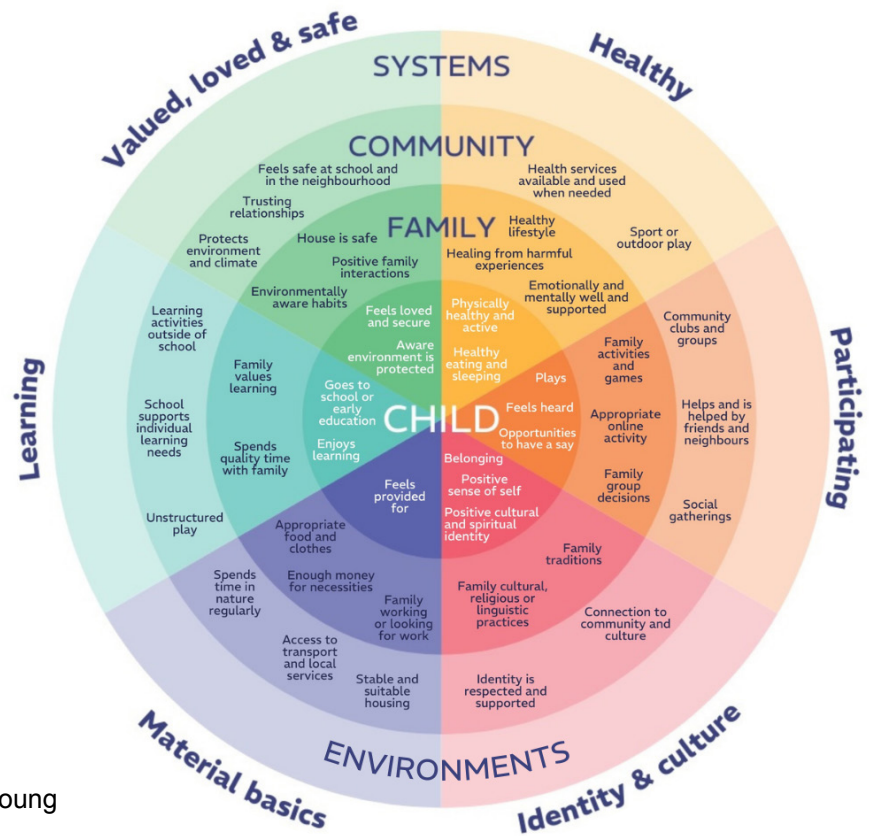 Valued, loved & safe
Healthy
SYSTEMS
COMMUNITY
Feels safe at school and
in the neighbourhood
Trusting
relationships
Protects
environment
and climate
Health services
available and used
when needed
Sport or
outdoor play
FAMILY
House is safe
Positive family
interactions
Environmentally
aware habits
Healthy
lifestyle
Healing from harmful
experiences
Emotionally and
mentally well and
supported
Feels loved
and secure
Aware
environment is
protected
Physically
healthy and
active
Healthy
eating and
sleeping
Learning
Learning
activities
outside of
school
School
supports
individual
learning
needs
Unstructured
play
Family
values
learning
Spends
quality time
with family
Goes to
school or
early
education
Enjoys
learning
CHILD
Plays
Feels heard
Opportunities
to have a say
Family
activities
and
games
Appropriate
online
activity
Family
group
decisions
Community
clubs and
groups
Helps and is
helped by
friends and
neighbours
Social
gatherings
Participating
Feels
provided
for
Appropriate
food and
clothes
Enough money
for necessities
Family
working
or looking
for work
Spends
time in
nature
regularly
Access to
transport
and local
services
Stable and
suitable
housing
Material basics
Belonging
Positive
sense of self
Positive cultural
and spiritual
identity
Family
traditions
Family cultural,
religious or
linguistic
practices
Connection to
community and
culture
Identity is
respected and
supported
Identity & culture
ENVIRONMENTS
oung